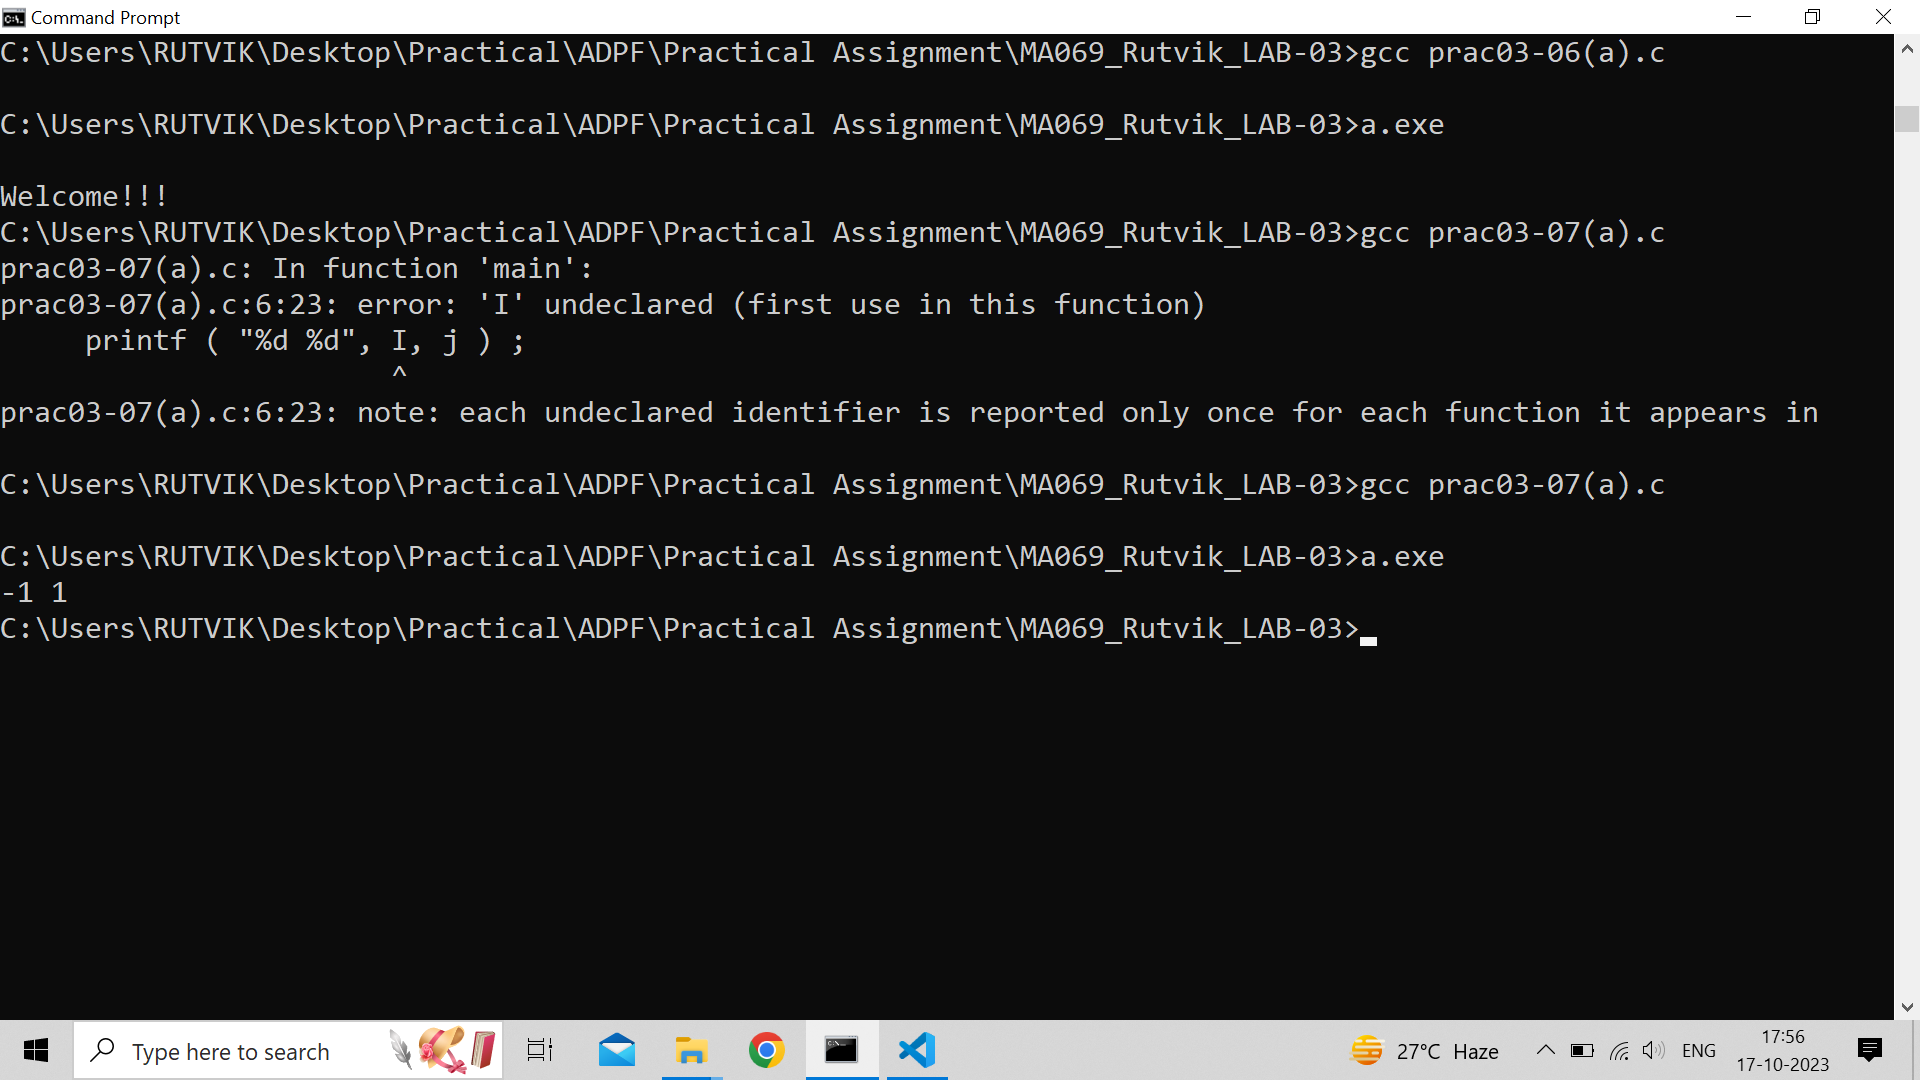 Command Prompt
C:\Users\RUTVIK\Desktop\Practical\ADPF\Practical Assignment\MA069_Rutvik_LAB-03>gcc prac03-06(a).c
C:\Users\RUTVIK\Desktop\Practical\ADPF\Practical Assignment\MA069_Rutvik_LAB-03>a.exe
Welcome!!!
C:\Users\RUTVIK\Desktop\Practical\ADPF\Practical Assignment\MA069_Rutvik_LAB-03>gcc prac03-07(a).c
prac03-07(a).c: In function 'main':
prac03-07(a).c:6:23: error: 'I' undeclared (first use in this function)
     printf ( "%d %d", I, j ) ;
                       ^
prac03-07(a).c:6:23: note: each undeclared identifier is reported only once for each function it appears in
C:\Users\RUTVIK\Desktop\Practical\ADPF\Practical Assignment\MA069_Rutvik_LAB-03>gcc prac03-07(a).c
C:\Users\RUTVIK\Desktop\Practical\ADPF\Practical Assignment\MA069_Rutvik_LAB-03>a.exe
-1 1
C:\Users\RUTVIK\Desktop\Practical\ADPF\Practical Assignment\MA069_Rutvik_LAB-03>
Type here to search
27°C Haze
ENG
17:56
17-10-2023